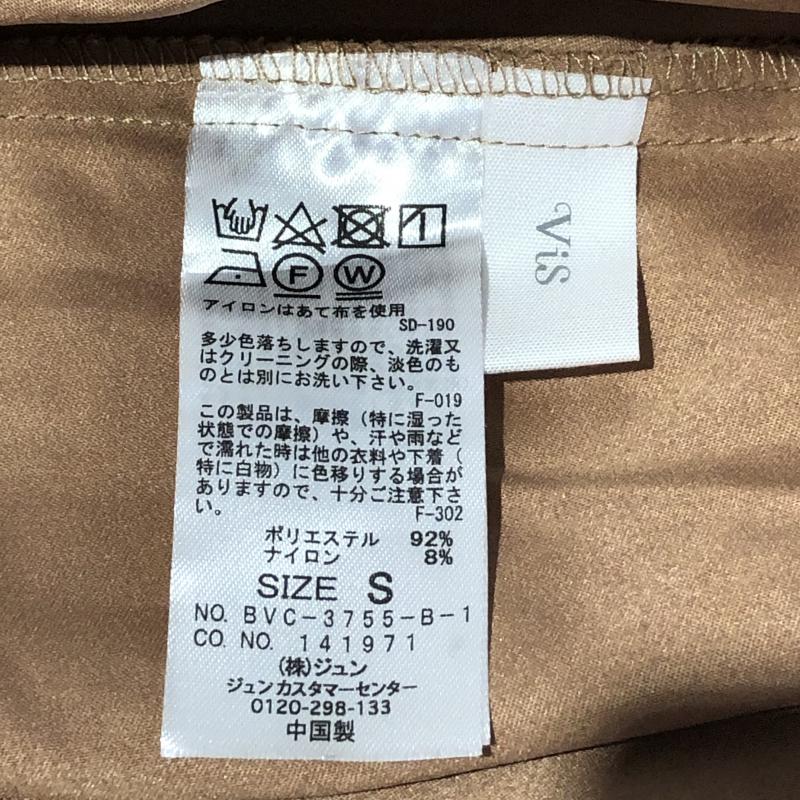 F
W
アイロンはあて布を使用
SD-190
多少色落ちしますので、洗濯又
はクリーニングの際、淡色のも
のとは別にお洗い下さい。
F-019
この製品は、摩擦（特に湿った
状態での摩擦）や、汗や雨など
で濡れた時は他の衣料や下着（
特に白物）に色移りする場合が
ありますので、十分ご注意下さ
い。
F-302
ポリエステル 92%
ナイロン 8%
SIZE S
NO. BVC-3755-B-1
CO. NO. 141971
(株)ジュン
ジュンカスタマーセンター
0120-298-133
中国製
ViS